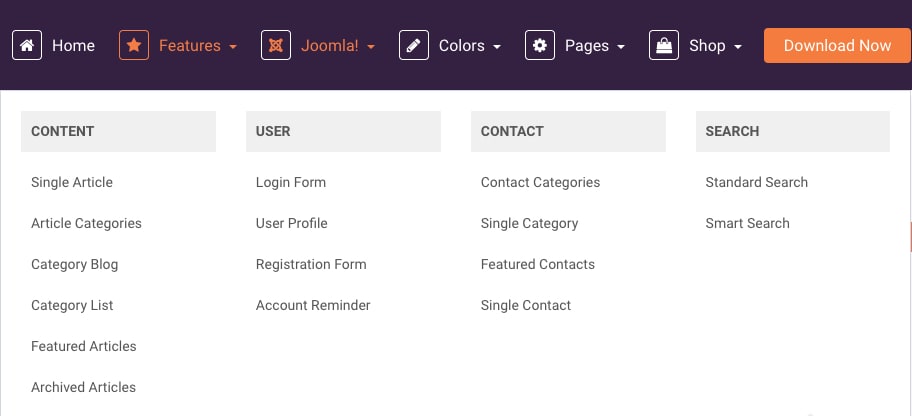 Home Features Joomla! Colors Pages Shop Download Now
CONTENT
Single Article
Article Categories
Category Blog
Category List
Featured Articles
Archived Articles
USER
Login Form
User Profile
Registration Form
Account Reminder
CONTACT
Contact Categories
Single Category
Featured Contacts
Single Contact
SEARCH
Standard Search
Smart Search